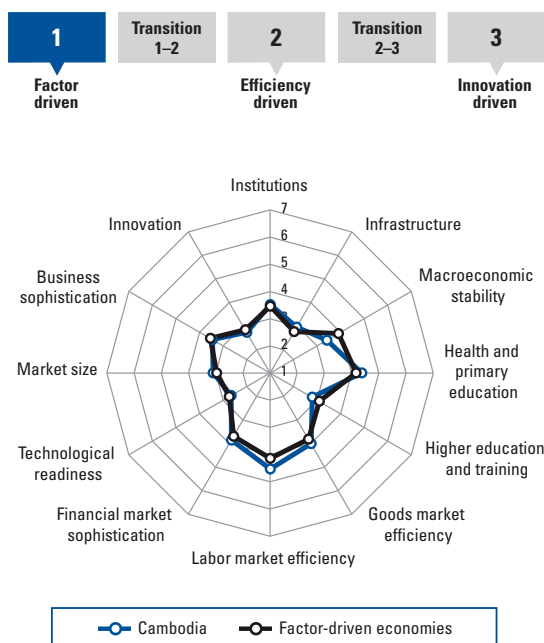 1
Transition
1–2
2
Transition
2–3
3
Factor
driven
Efficiency
driven
Innovation
driven
Institutions
7
6
5
4
3
2
1
Infrastructure
Macroeconomic
stability
Health and
primary
education
Higher education
and training
Goods market
efficiency
Labor market efficiency
Financial market
sophistication
Technological
readiness
Market size
Business
sophistication
Innovation
Cambodia
Factor-driven economies